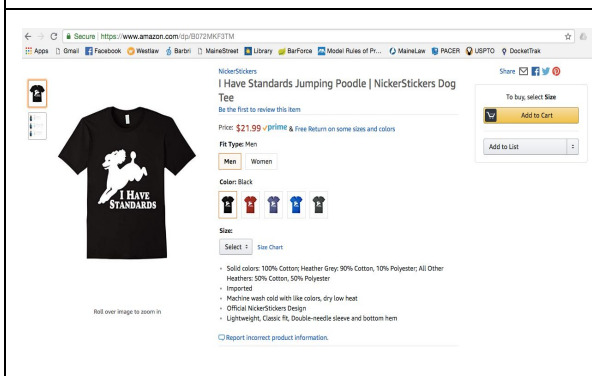 Secure https://www.amazon.com/dp/B072MKF3TM
Apps Gmail Facebook Westlaw Barbri MaineStreet Library BarForce Model Rules of Pr... MaineLaw PACER USPTO DocketTrak
NickerStickers
I Have Standards Jumping Poodle | NickerStickers Dog
Tee
Be the first to review this item
Price: $21.99 prime & Free Return on some sizes and colors
Fit Type: Men
Men Women
Color: Black
Size:
Select Size Chart
Solid colors: 100% Cotton; Heather Grey: 90% Cotton, 10% Polyester; All Other
Heathers: 50% Cotton, 50% Polyester
Imported
Machine wash cold with like colors, dry low heat
Official NickerStickers Design
Lightweight, Classic fit, Double-needle sleeve and bottom hem
Report incorrect product information.
I HAVE
STANDARDS
Roll over image to zoom in
Share
To buy, select Size
Add to Cart
Add to List